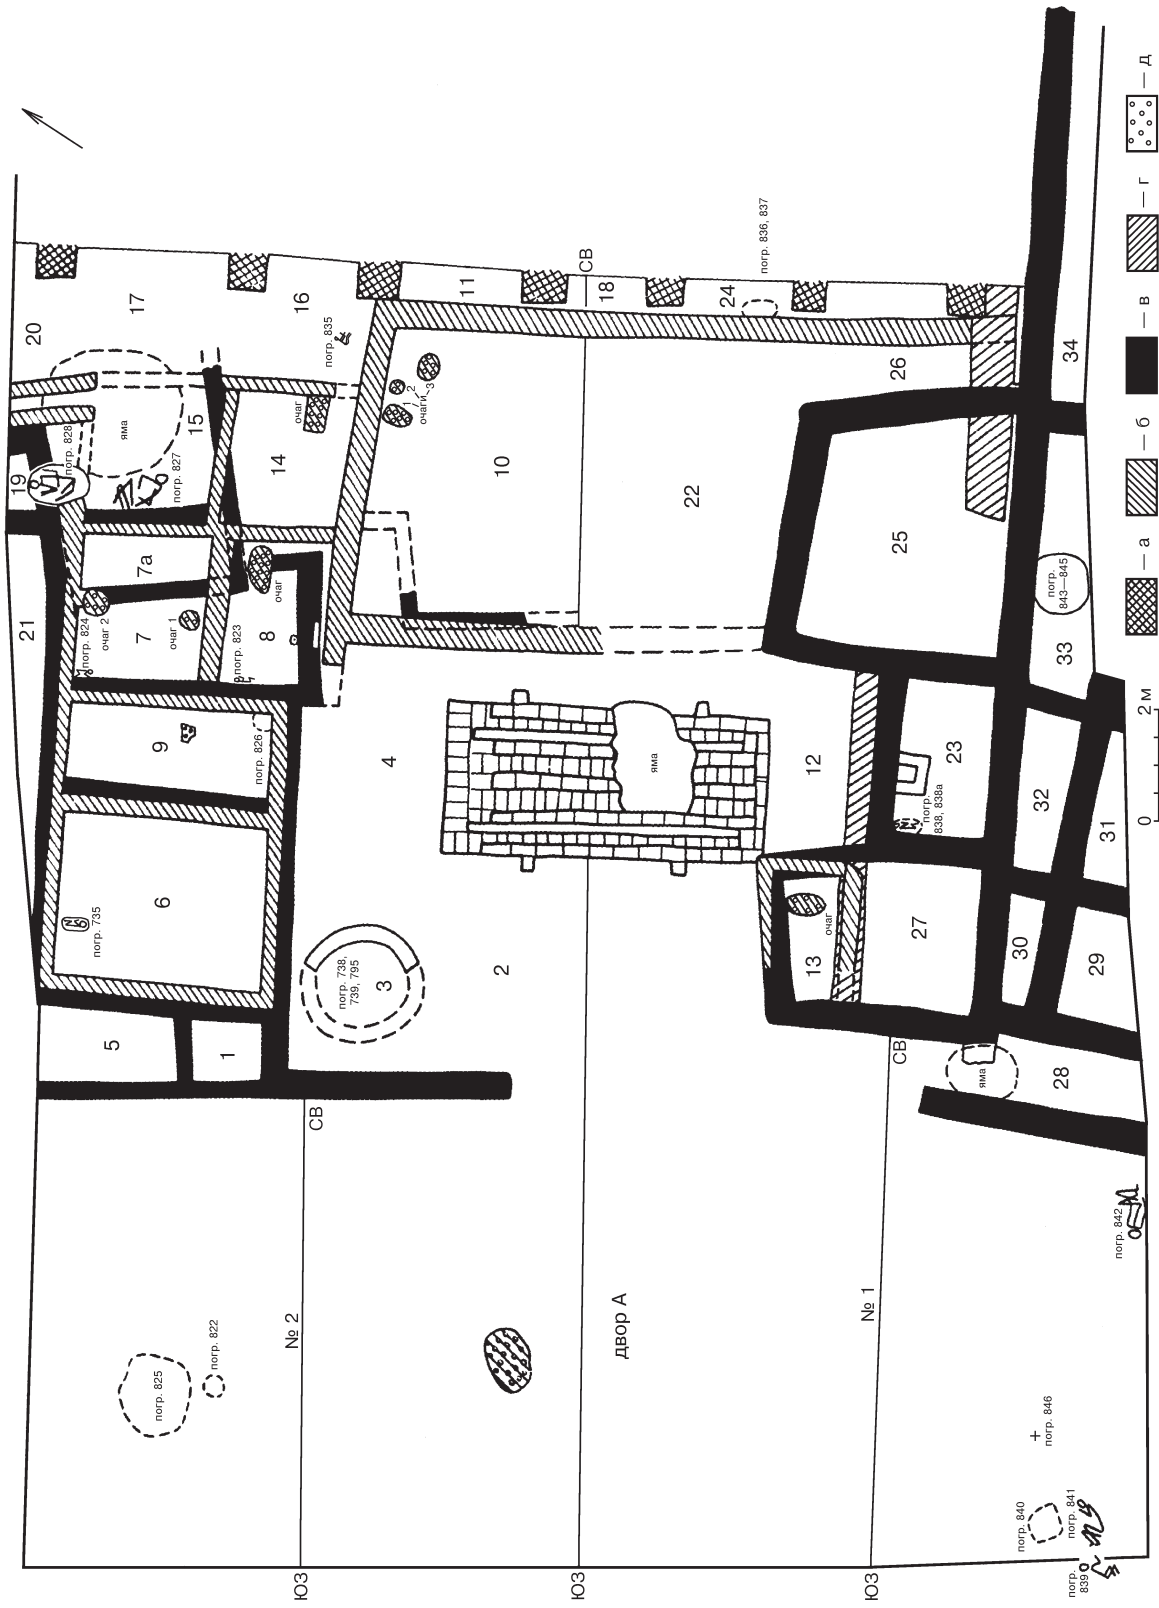 20
17
16
11
СВ
18
24
погр. 836, 837
погр. 835
19
погр. 828
яма
15
погр. 827
14
очаг
1
2
3
очаги
10
22
26
34
25
погр.
843—845
33
21
7а
погр. 824
очаг 2
7
очаг 1
погр. 823
8
очаг
9
погр. 826
4
яма
12
23
погр.
838, 838а
32
31
6
погр. 735
погр. 738,
739, 795
3
2
13
очаг
27
30
29
5
1
СВ
СВ
яма
28
погр. 842
погр. 825
погр. 822
№ 2
двор А
№ 1
погр. 846
погр. 840
погр. 841
погр.
839
ЮЗ
ЮЗ
ЮЗ
0
2 м
— а
— б
— в
— г
— д